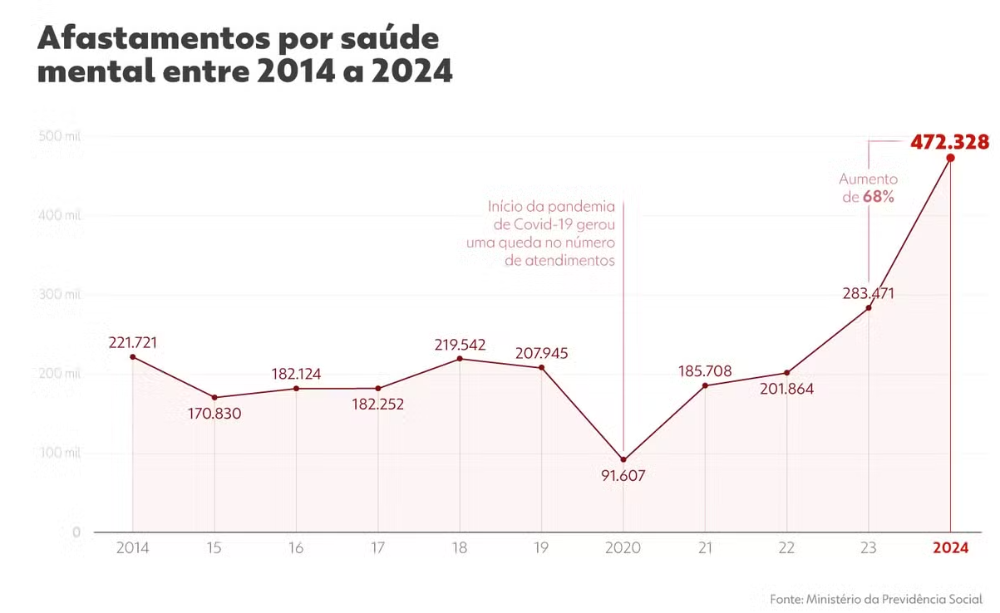 Afastamentos por saúde
mental entre 2014 a 2024
500 mil
472.328
Aumento
de 68%
Início da pandemia
de Covid-19 gerou
uma queda no número
de atendimentos
400 mil
300 mil
283.471
221.721
219.542
207.945
200 mil
182.124
185.708
170.830
182.252
201.864
100 mil
91.607
0
2014 15 16 17 18 19 2020 21 22 23 2024
Fonte: Ministério da Previdência Social